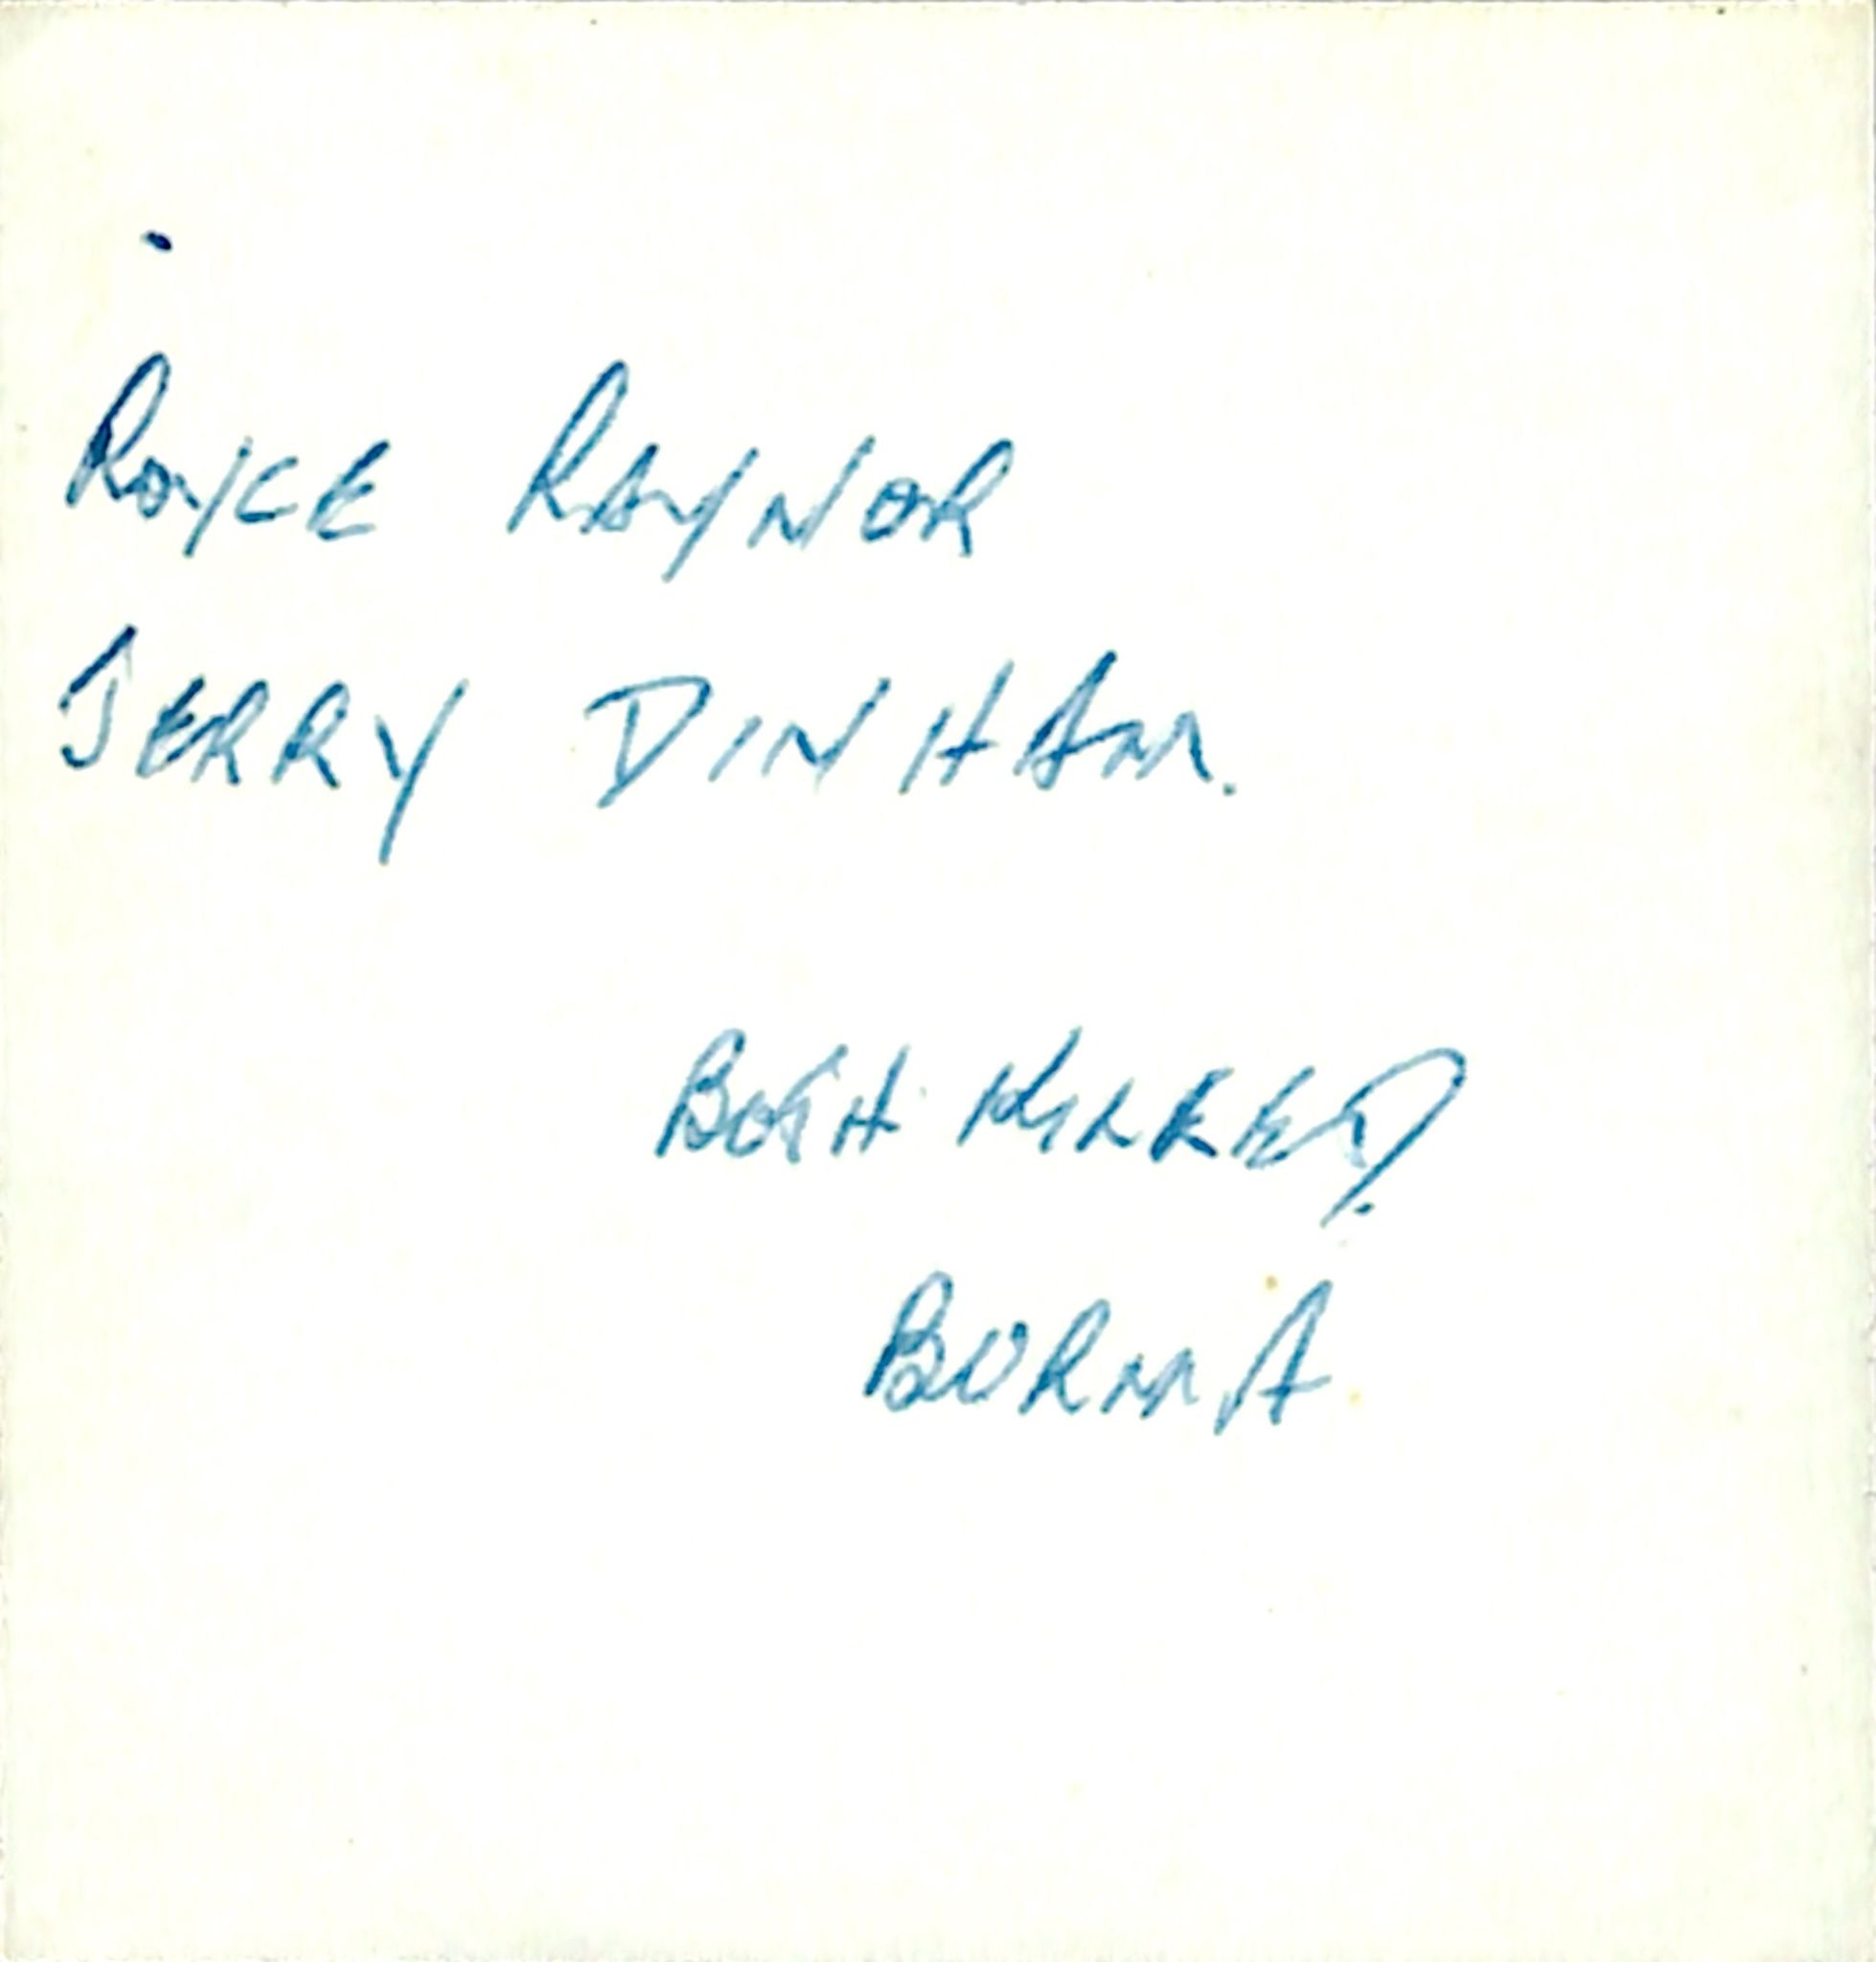 ROYCE RAYNOR
JERRY DINHAM.
BOTH KILLED.
BURMA